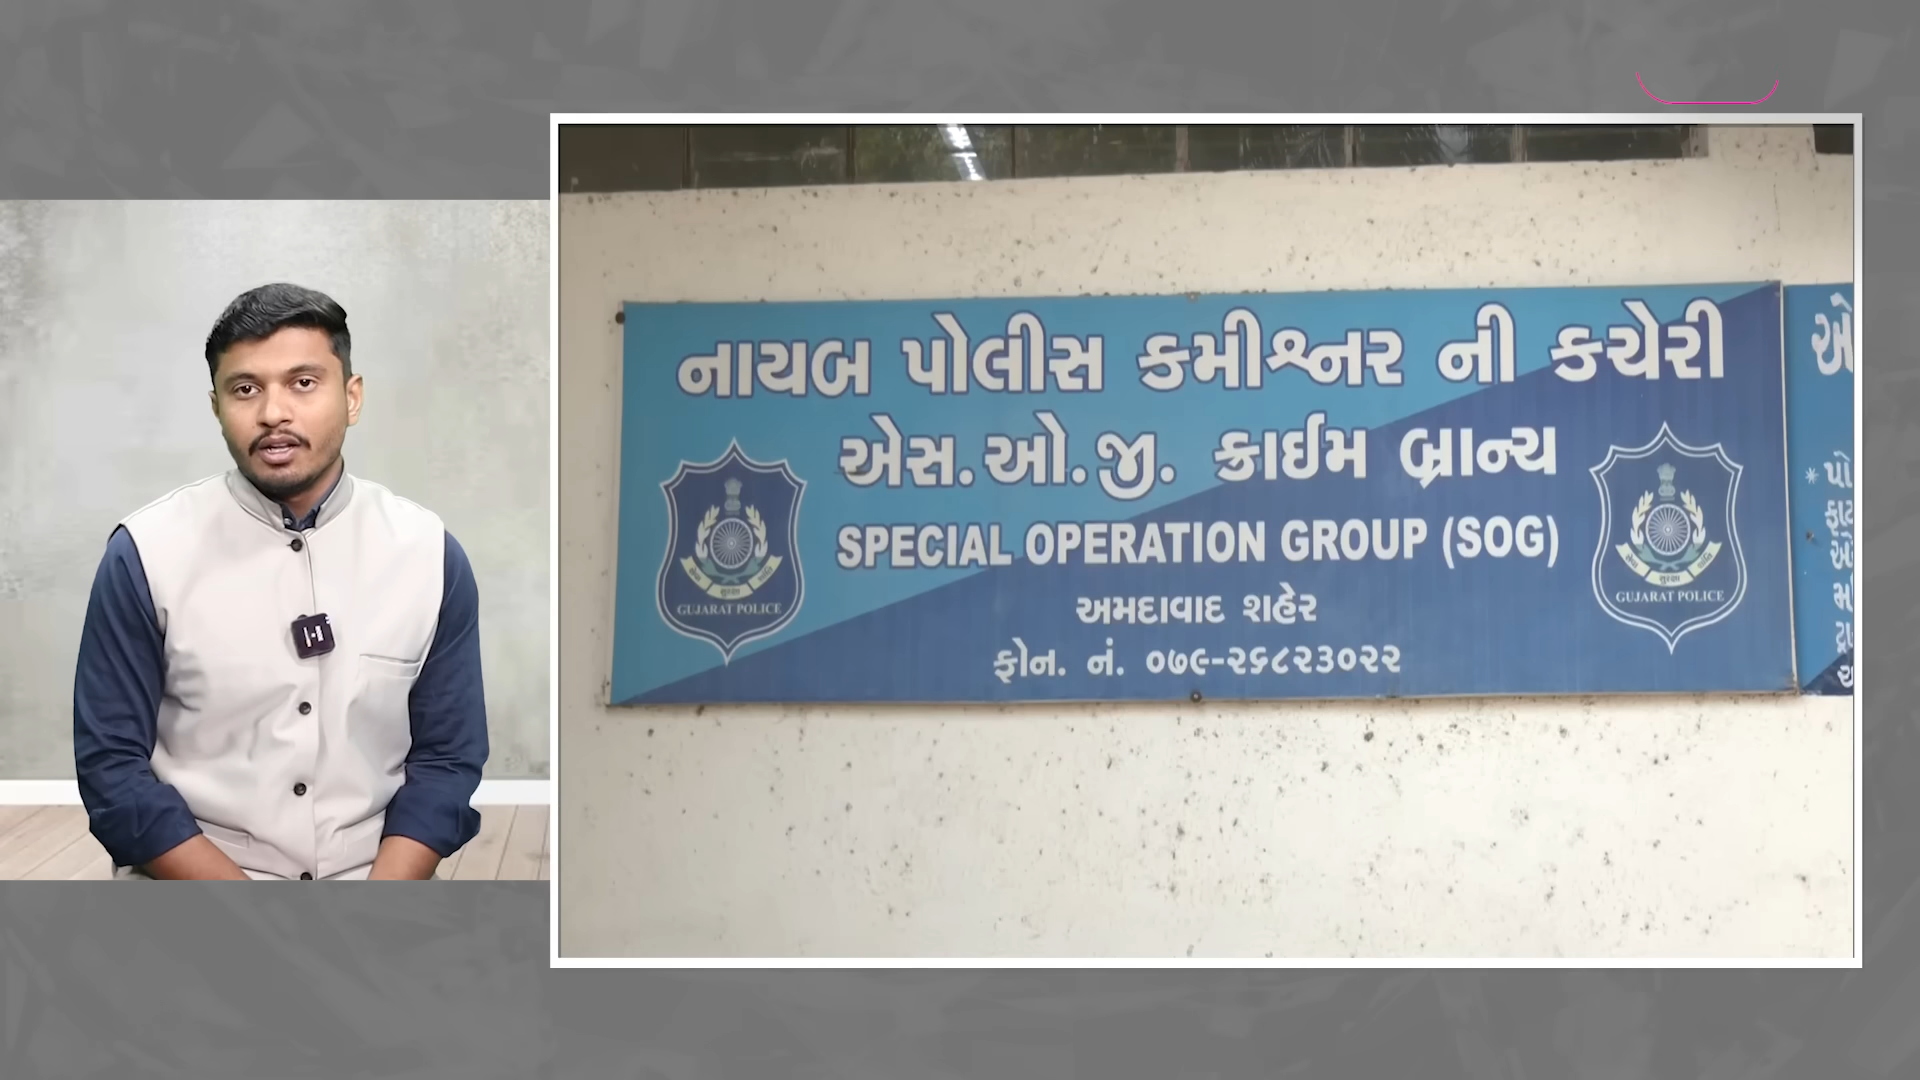 નાયબ પોલીસ કમીશ્નર ની કચેરી
એસ.ઓ.જી. ક્રાઈમ બ્રાન્ચ
SPECIAL OPERATION GROUP (SOG)
અમદાવાદ શહેર
ફોન. નં. ૦૭૯-૨૬૮૨૩૦૨૨
GUJARAT POLICE
GUJARAT POLICE